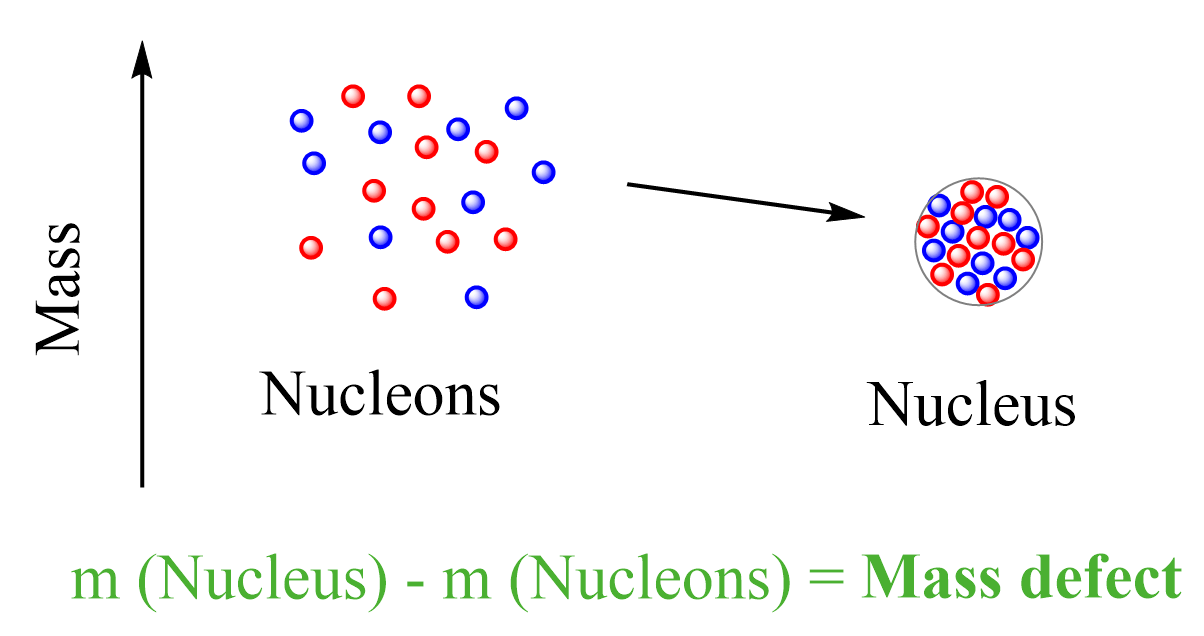 Mass
Nucleons
Nucleus
m (Nucleus) - m (Nucleons) = Mass defect